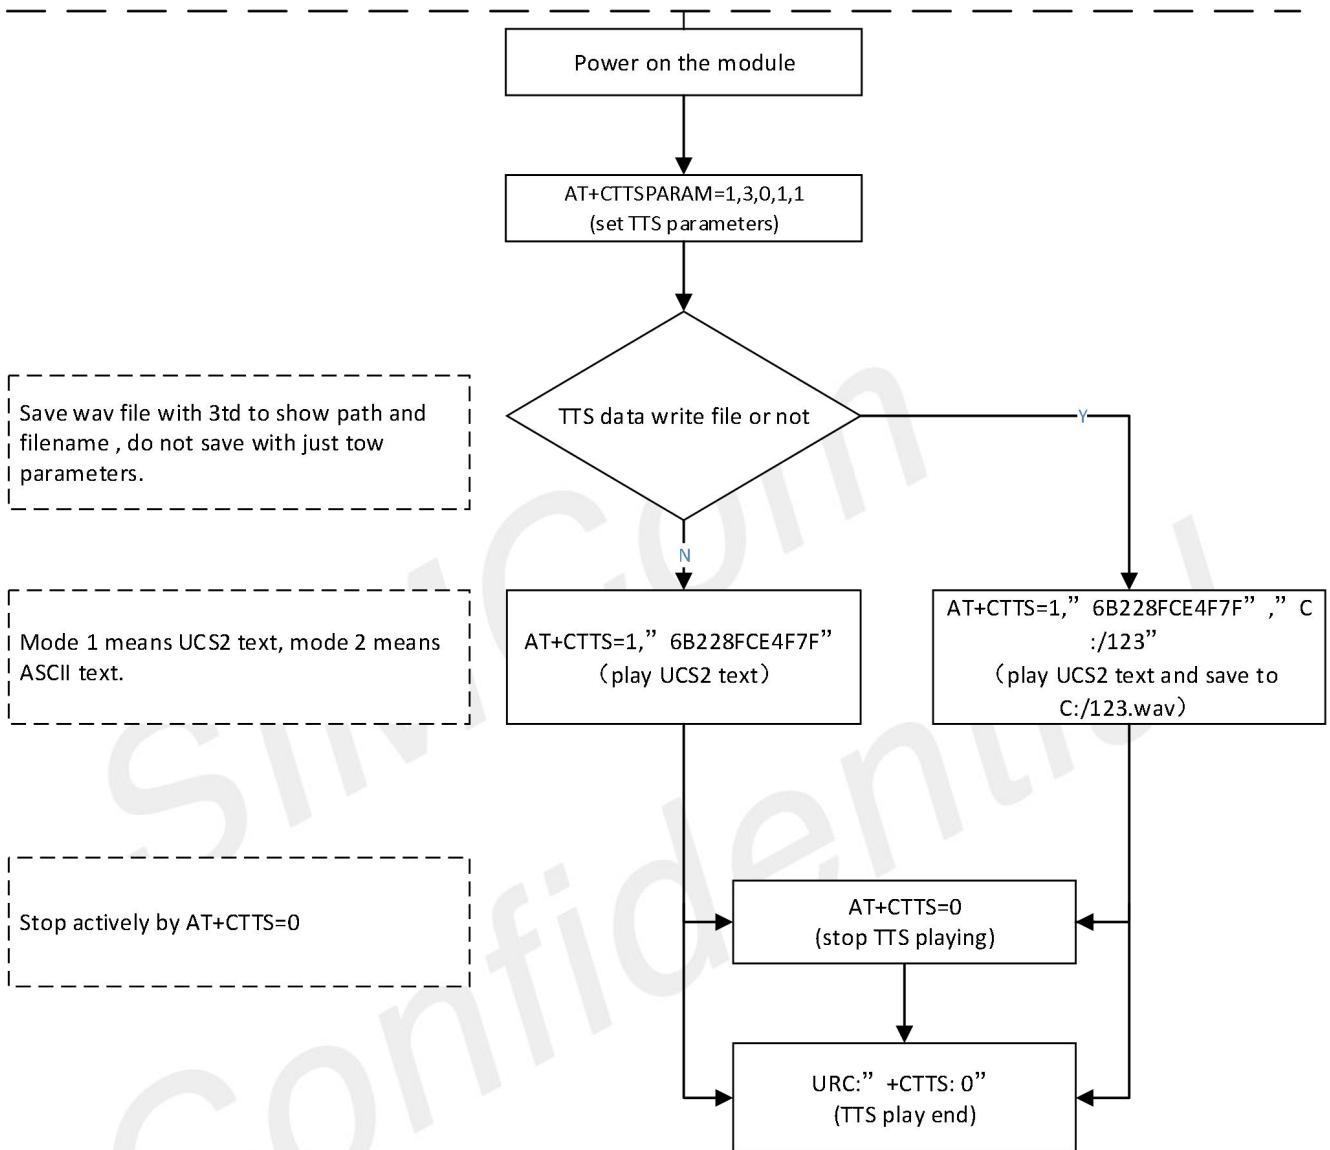 Power on the module
AT+CTTSPARAM=1,3,0,1,1
(set TTS parameters)
Save wav file with 3td to show path and
filename , do not save with just tow
parameters.
TTS data write file or not
Y
N
Mode 1 means UCS2 text, mode 2 means
ASCII text.
AT+CTTS=1,” 6B228FCE4F7F”
（play UCS2 text）
AT+CTTS=1,” 6B228FCE4F7F” ,” C
:/123”
（play UCS2 text and save to
C:/123.wav）
Stop actively by AT+CTTS=0
AT+CTTS=0
(stop TTS playing)
URC:” +CTTS: 0”
(TTS play end)
SIMCom
Confidential